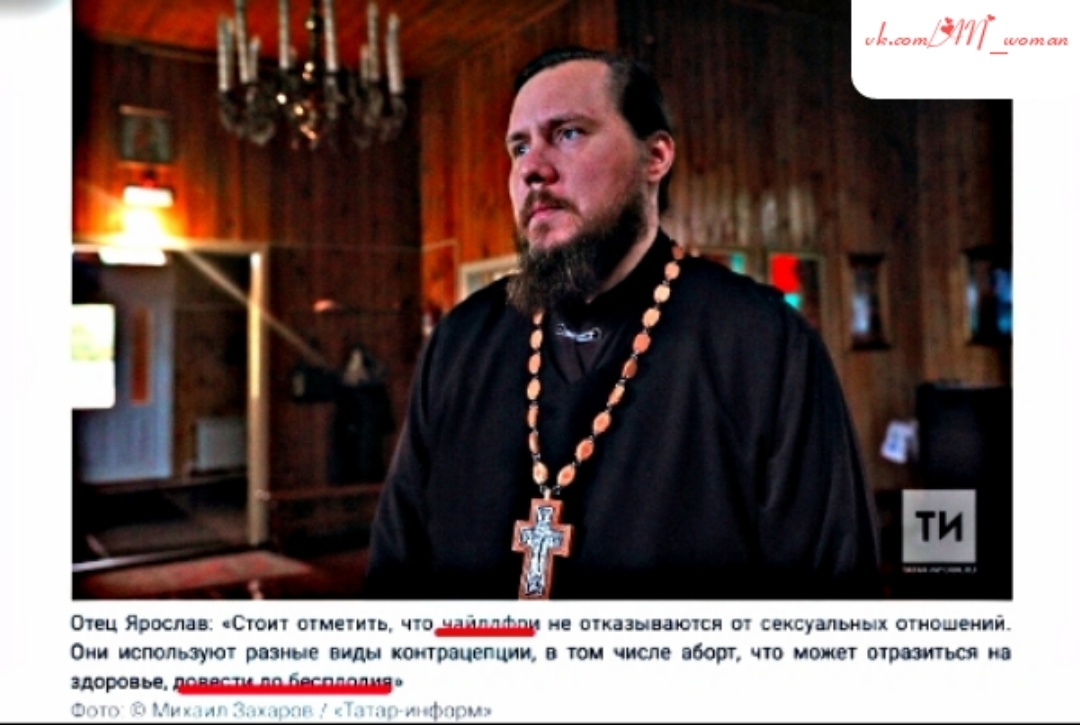 vk.com/DM_woman
ТИ
Отец Ярослав: «Стоит отметить, что чайлдфри не отказываются от сексуальных отношений.
Они используют разные виды контрацепции, в том числе аборт, что может отразиться на
здоровье, довести до бесплодия»
Фото: © Михаил Захаров / «Татар-информ»